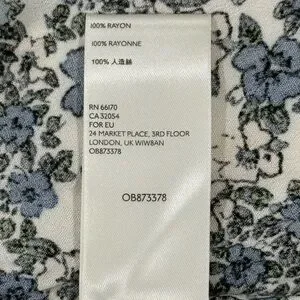 100% RAYON
100% RAYONNE
100% 人造絲
RN 66170
CA 32054
FOR EU
24 MARKET PLACE, 3RD FLOOR
LONDON, UK W1W8AN
OB873378
OB873378